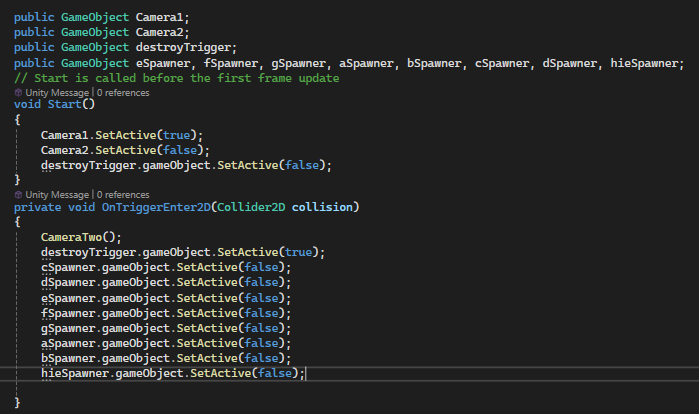 public GameObject Camera1;
public GameObject Camera2;
public GameObject destroyTrigger;
public GameObject eSpawner, fSpawner, gSpawner, aSpawner, bSpawner, cSpawner, dSpawner, hieSpawner;
// Start is called before the first frame update
Unity Message | 0 references
void Start()
{
Camera1.SetActive(true);
Camera2.SetActive(false);
destroyTrigger.gameObject.SetActive(false);
}
Unity Message | 0 references
private void OnTriggerEnter2D(Collider2D collision)
{
CameraTwo();
destroyTrigger.gameObject.SetActive(true);
cSpawner.gameObject.SetActive(false);
dSpawner.gameObject.SetActive(false);
eSpawner.gameObject.SetActive(false);
fSpawner.gameObject.SetActive(false);
gSpawner.gameObject.SetActive(false);
aSpawner.gameObject.SetActive(false);
bSpawner.gameObject.SetActive(false);
hieSpawner.gameObject.SetActive(false);
}